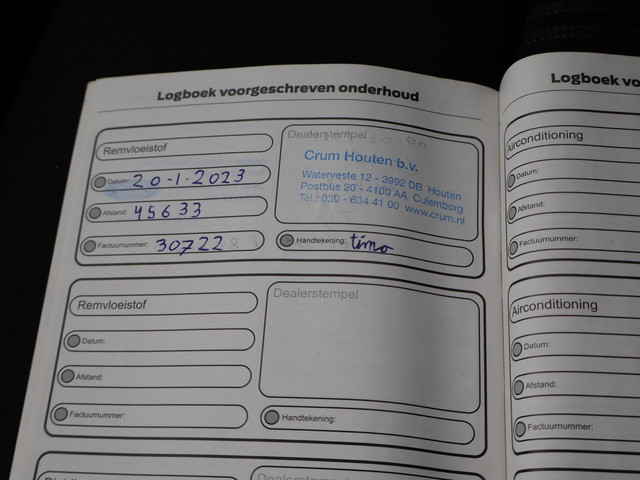 Logboek voorgeschreven onderhoud
Remvloeistof
Datum: 20-1-2023
Afstand: 45633
Factuurnummer: 30722
Dealerstempel
Crum Houten b.v.
Waterveste 12 - 3992 DB Houten
Postbus 20 - 4100 AA Culemborg
Tel.: 030 - 634 41 00 www.crum.nl
Handtekening: timo
Remvloeistof
Datum:
Afstand:
Factuurnummer:
Dealerstempel
Handtekening:
Dealerstempel
Logboek vo
Airconditioning
Datum:
Afstand:
Factuurnummer:
Airconditioning
Datum:
Afstand:
Factuurnummer: